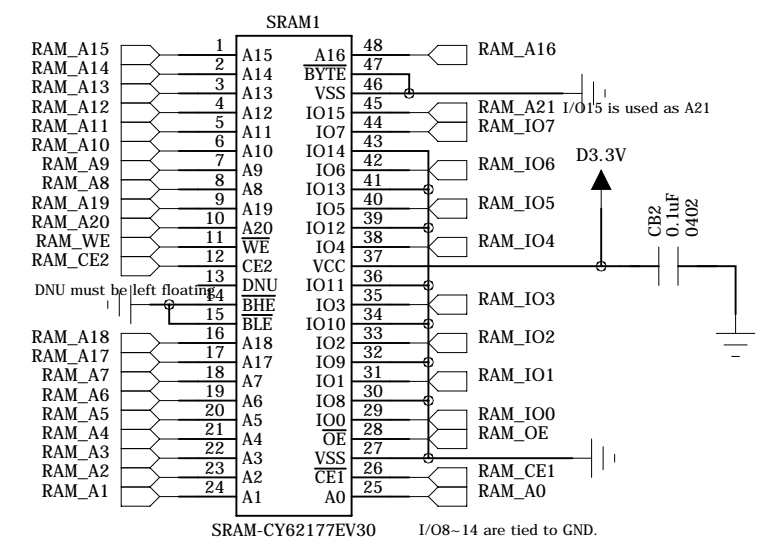 SRAM1
RAM_A15 1 A15 A16 48 RAM_A16
RAM_A14 2 A14 BYTE 47
RAM_A13 3 A13 VSS 46
RAM_A12 4 A12 IO15 45 RAM_A21 I/O15 is used as A21
RAM_A11 5 A11 IO7 44 RAM_IO7
RAM_A10 6 A10 IO14 43
RAM_A9 7 A9 IO6 42 RAM_IO6
RAM_A8 8 A8 IO13 41
RAM_A19 9 A19 IO5 40 RAM_IO5
RAM_A20 10 A20 IO12 39
RAM_WE 11 WE IO4 38 RAM_IO4
RAM_CE2 12 CE2 VCC 37
13 DNU IO11 36
DNU must be left floating
14 BHE IO3 35 RAM_IO3
15 BLE IO10 34
RAM_A18 16 A18 IO2 33 RAM_IO2
RAM_A17 17 A17 IO9 32
RAM_A7 18 A7 IO1 31 RAM_IO1
RAM_A6 19 A6 IO8 30
RAM_A5 20 A5 IO0 29 RAM_IO0
RAM_A4 21 A4 OE 28 RAM_OE
RAM_A3 22 A3 VSS 27
RAM_A2 23 A2 CE1 26 RAM_CE1
RAM_A1 24 A1 A0 25 RAM_A0
D3.3V
CB2
0.1uF
0402
SRAM-CY62177EV30
I/O8~14 are tied to GND.